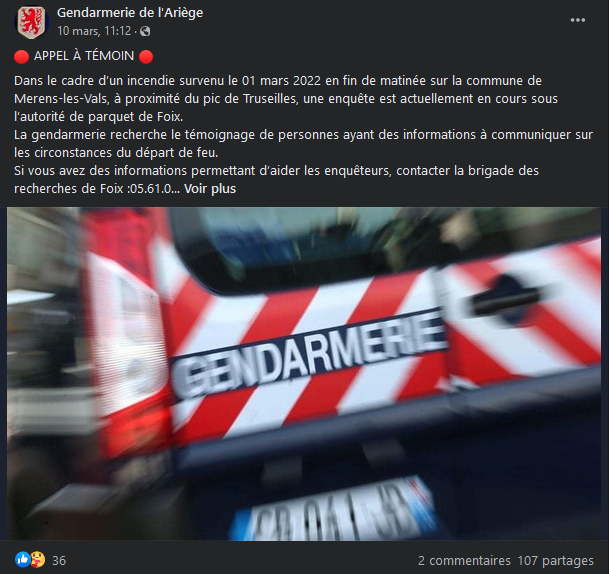 Gendarmerie de l'Ariège
10 mars, 11:12 ·
APPEL À TÉMOIN
Dans le cadre d'un incendie survenu le 01 mars 2022 en fin de matinée sur la commune de
Merens-les-Vals, à proximité du pic de Truseilles, une enquête est actuellement en cours sous
l'autorité de parquet de Foix.
La gendarmerie recherche le témoignage de personnes ayant des informations à communiquer sur
les circonstances du départ de feu.
Si vous avez des informations permettant d'aider les enquêteurs, contacter la brigade des
recherches de Foix :05.61.0... Voir plus
GENDARMERIE
36
2 commentaires 107 partages